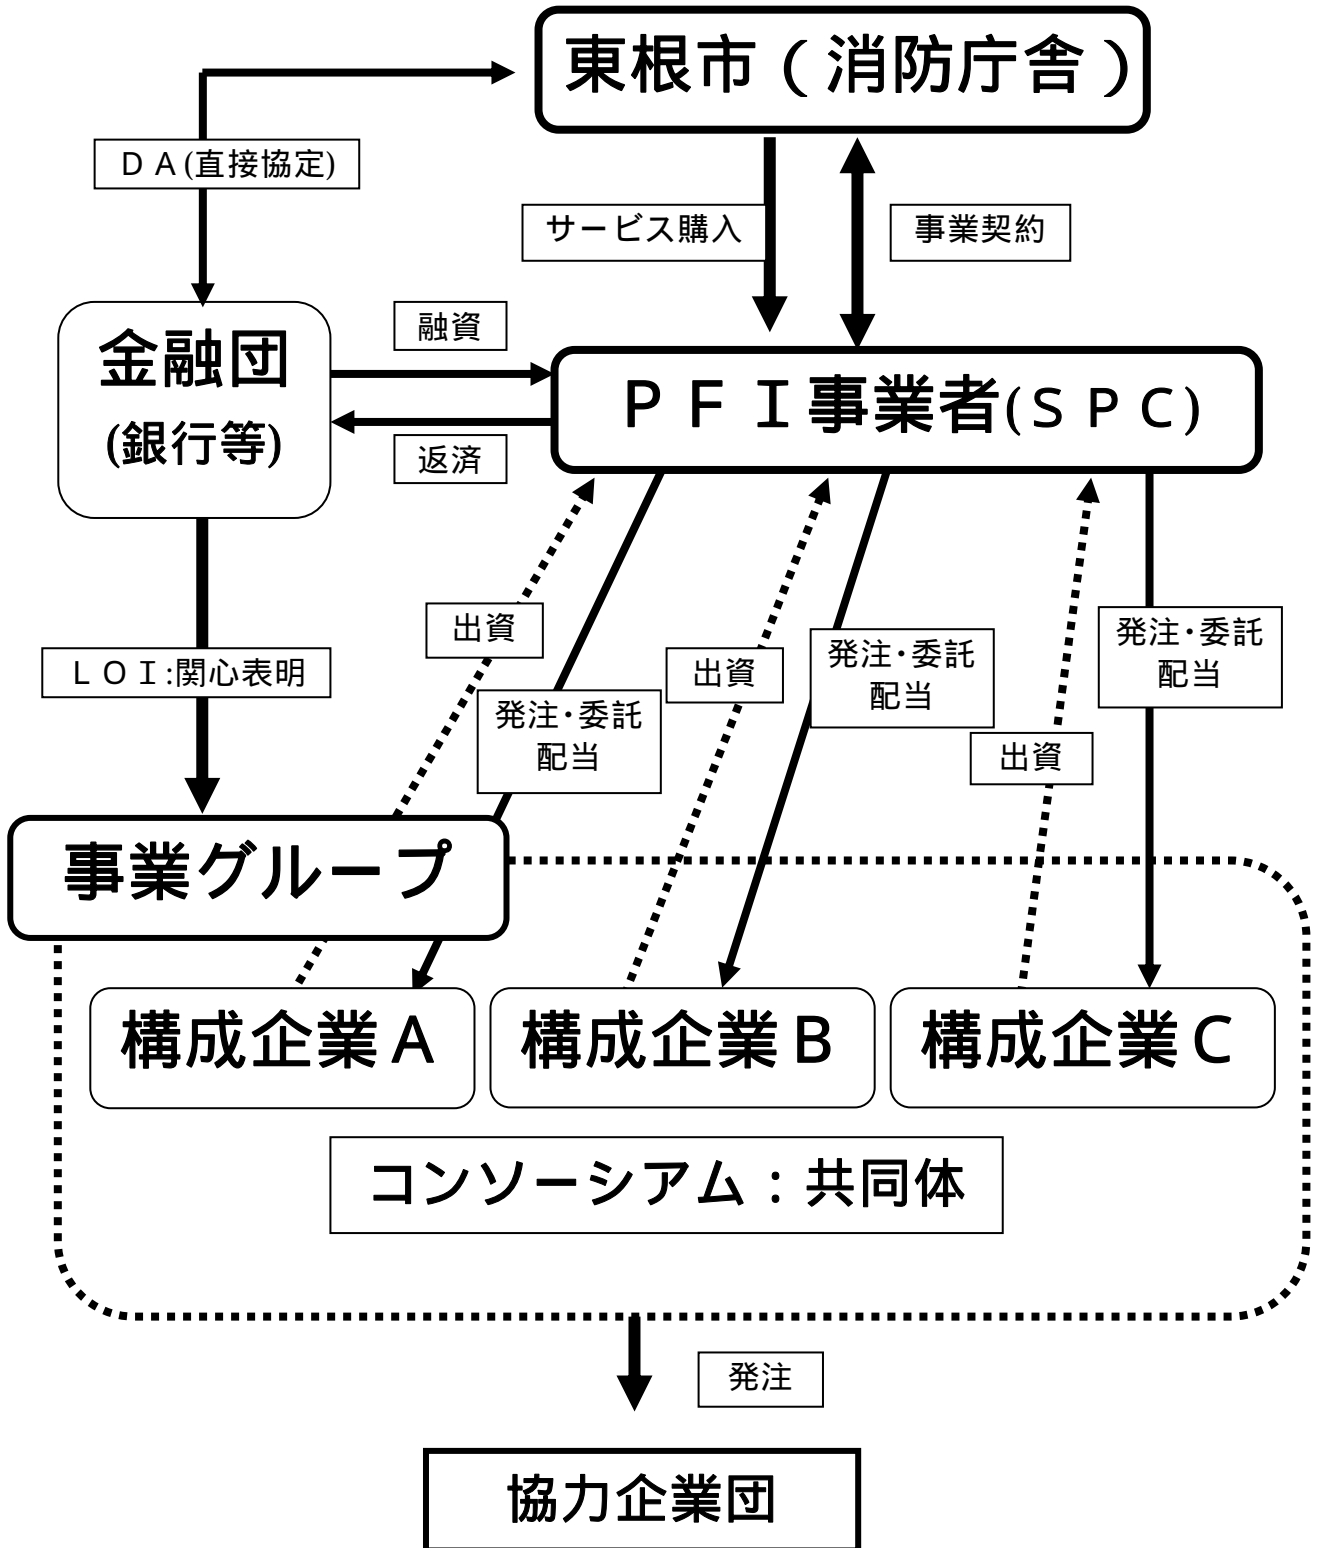 東根市（消防庁舎）
ＤＡ(直接協定)
サービス購入
事業契約
金融団
(銀行等)
融資
返済
ＰＦＩ事業者(ＳＰＣ)
出資
発注・委託
配当
出資
発注・委託
配当
出資
発注・委託
配当
ＬＯＩ:関心表明
事業グループ
構成企業Ａ
構成企業Ｂ
構成企業Ｃ
コンソーシアム：共同体
発注
協力企業団